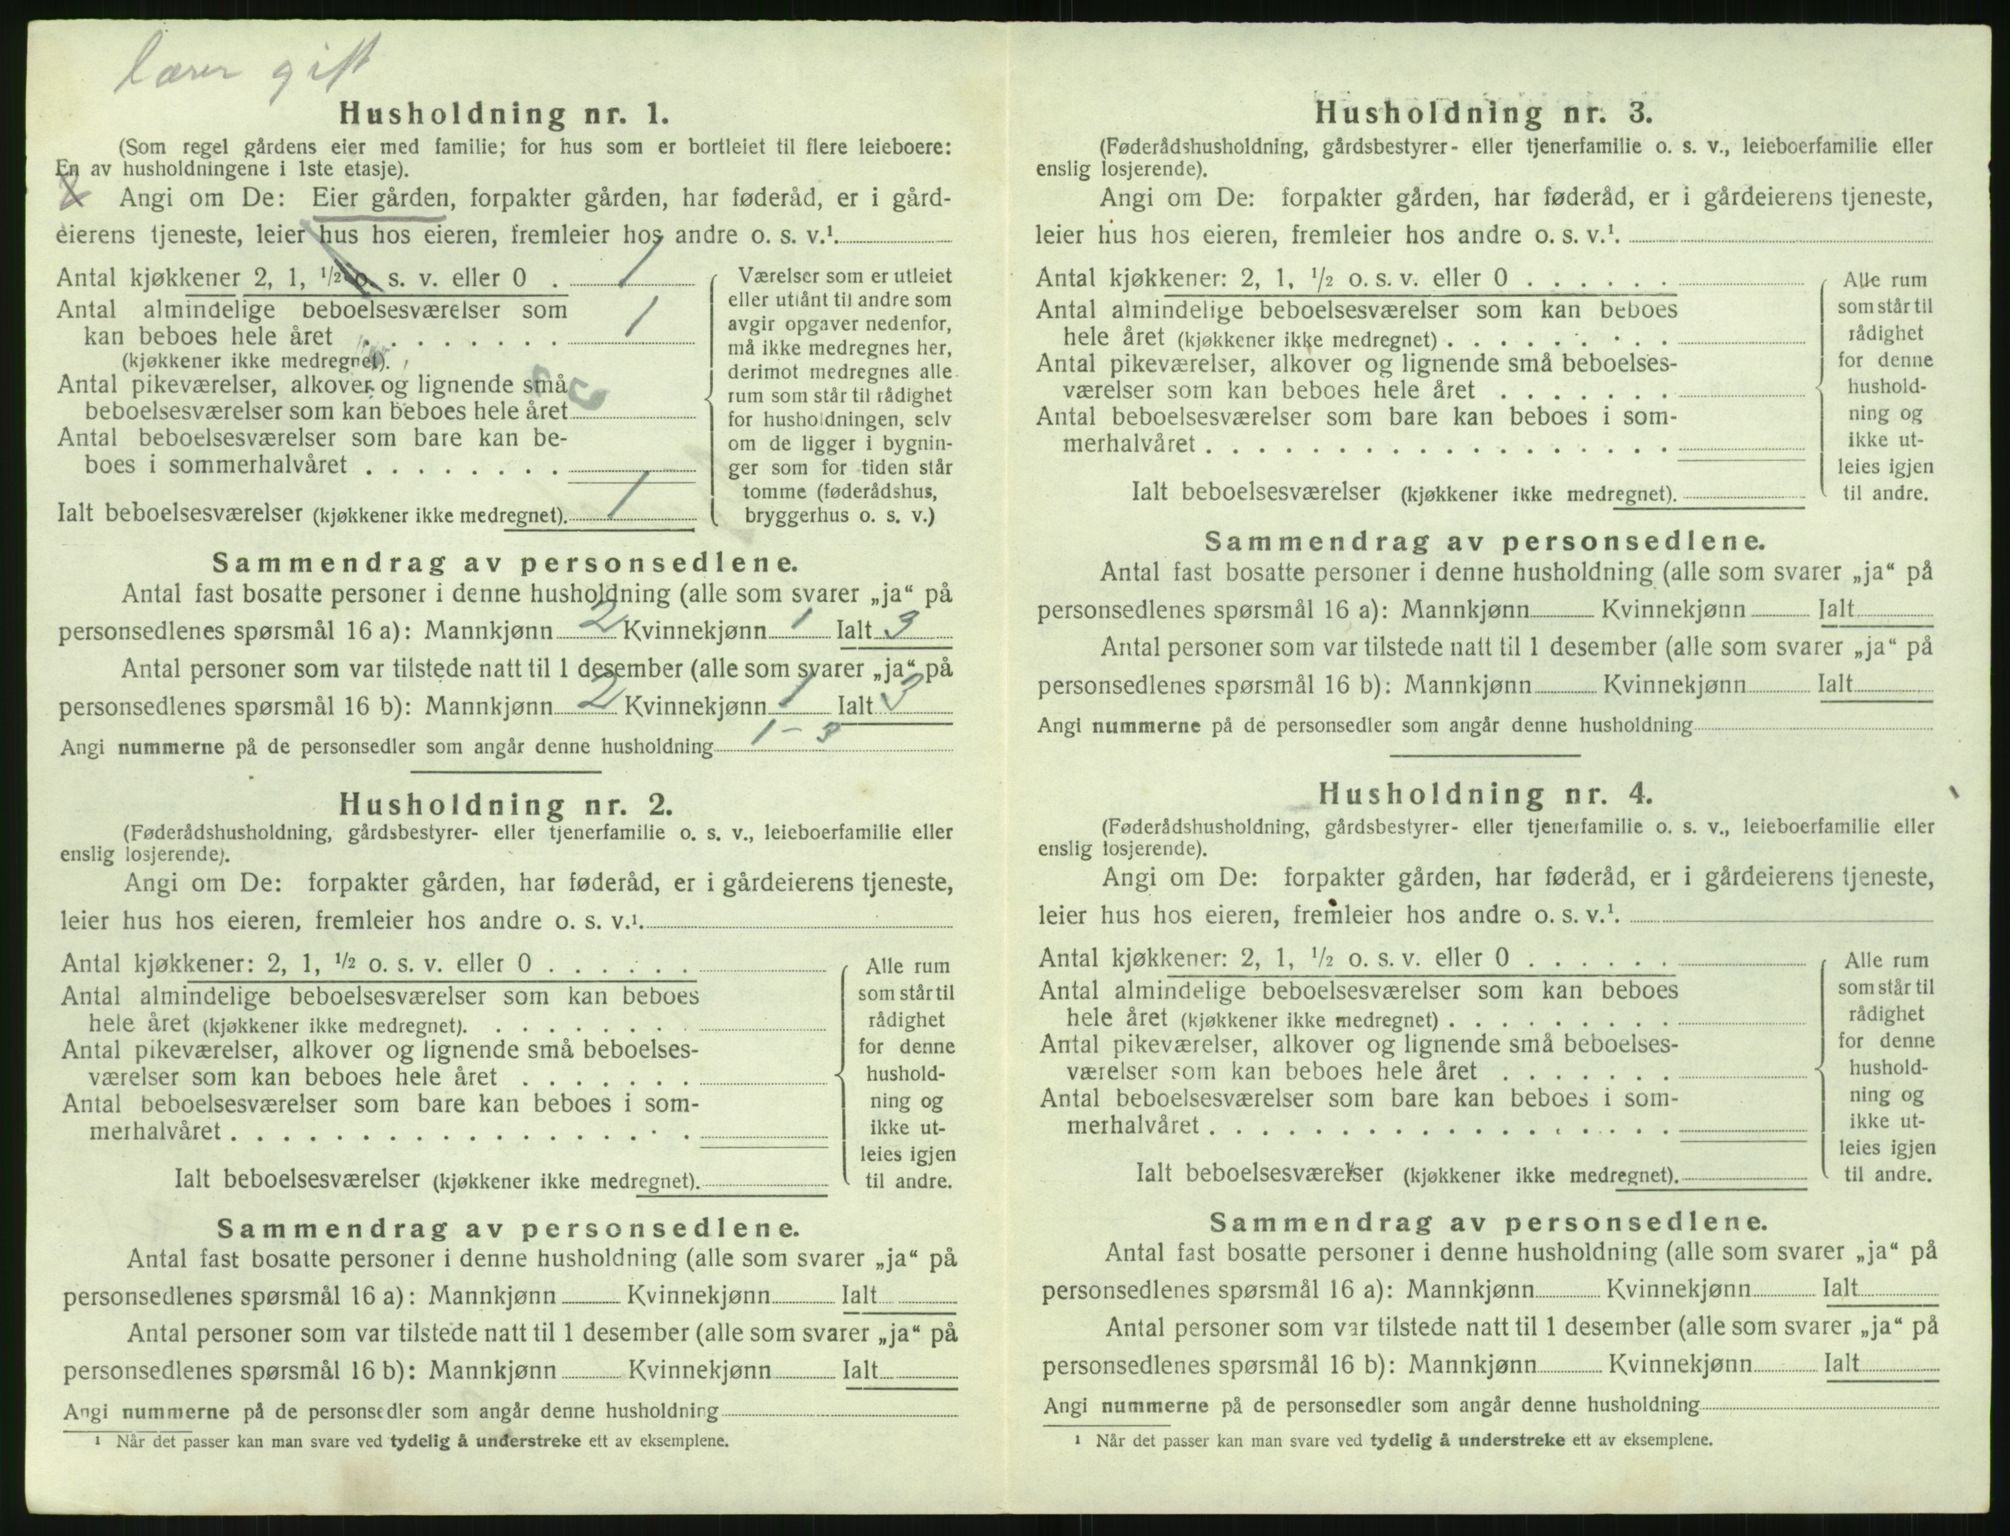 lærer gift
Husholdning nr. 1.
(Som regel gårdens eier med familie; for hus som er bortleiet til flere leieboere:
En av husholdningene i 1ste etasje).
Angi om De: Eier gården, forpakter gården, har føderåd, er i gård-
eierens tjeneste, leier hus hos eieren, fremleier hos andre o. s. v.¹.
Antal kjøkkener 2, 1, ½ o. s. v. eller 0 . 1
Antal almindelige beboelsesværelser som
kan beboes hele året . . . . . . . . 1
(kjøkkener ikke medregnet).
Antal pikeværelser, alkover og lignende små
beboelsesværelser som kan beboes hele året
Antal beboelsesværelser som bare kan be-
boes i sommerhalvåret . . . . . . . .
Ialt beboelsesværelser (kjøkkener ikke medregnet). 1
Værelser som er utleiet
eller utlånt til andre som
avgir opgaver nedenfor,
må ikke medregnes her,
derimot medregnes alle
rum som står til rådighet
for husholdningen, selv
om de ligger i bygnin-
ger som for tiden står
tomme (føderådshus,
bryggerhus o. s. v.)
Sammendrag av personsedlene.
Antal fast bosatte personer i denne husholdning (alle som svarer „ja“ på
personsedlenes spørsmål 16 a): Mannkjønn 2 Kvinnekjønn 1 Ialt 3
Antal personer som var tilstede natt til 1 desember (alle som svarer „ja“ på
personsedlenes spørsmål 16 b): Mannkjønn 2 Kvinnekjønn 1 Ialt 3
Angi nummerne på de personsedler som angår denne husholdning 1 - 3
Husholdning nr. 2.
(Føderådshusholdning, gårdsbestyrer- eller tjenerfamilie o. s. v., leieboerfamilie eller
enslig losjerende).
Angi om De: forpakter gården, har føderåd, er i gårdeierens tjeneste,
leier hus hos eieren, fremleier hos andre o. s. v.¹.
Antal kjøkkener: 2, 1, ½ o. s. v. eller 0 . . . . . .
Antal almindelige beboelsesværelser som kan beboes
hele året (kjøkkener ikke medregnet). . . . . . . . .
Antal pikeværelser, alkover og lignende små beboelses-
værelser som kan beboes hele året . . . . . . .
Antal beboelsesværelser som bare kan beboes i som-
merhalvåret . . . . . . . . . . . . . . . . . .
Ialt beboelsesværelser (kjøkkener ikke medregnet).
Alle rum
som står til
rådighet
for denne
hushold-
ning og
ikke ut-
leies igjen
til andre.
Sammendrag av personsedlene.
Antal fast bosatte personer i denne husholdning (alle som svarer „ja“ på
personsedlenes spørsmål 16 a): Mannkjønn Kvinnekjønn Ialt
Antal personer som var tilstede natt til 1 desember (alle som svarer „ja“ på
personsedlenes spørsmål 16 b): Mannkjønn Kvinnekjønn Ialt
Angi nummerne på de personsedler som angår denne husholdning
¹ Når det passer kan man svare ved tydelig å understreke ett av eksemplene.
Husholdning nr. 3.
(Føderådshusholdning, gårdsbestyrer- eller tjenerfamilie o. s. v., leieboerfamilie eller
enslig losjerende).
Angi om De: forpakter gården, har føderåd, er i gårdeierens tjeneste,
leier hus hos eieren, fremleier hos andre o. s. v.¹.
Antal kjøkkener: 2, 1, ½ o. s. v. eller 0 . . . . . .
Antal almindelige beboelsesværelser som kan beboes
hele året (kjøkkener ikke medregnet) . . . . . . . . .
Antal pikeværelser, alkover og lignende små beboelses-
værelser som kan beboes hele året . . . . . . .
Antal beboelsesværelser som bare kan beboes i som-
merhalvåret . . . . . . . . . . . . . . . . . .
Ialt beboelsesværelser (kjøkkener ikke medregnet).
Alle rum
som står til
rådighet
for denne
hushold-
ning og
ikke ut-
leies igjen
til andre.
Sammendrag av personsedlene.
Antal fast bosatte personer i denne husholdning (alle som svarer „ja“ på
personsedlenes spørsmål 16 a): Mannkjønn Kvinnekjønn Ialt
Antal personer som var tilstede natt til 1 desember (alle som svarer „ja“ på
personsedlenes spørsmål 16 b): Mannkjønn Kvinnekjønn Ialt
Angi nummerne på de personsedler som angår denne husholdning
Husholdning nr. 4.
(Føderådshusholdning, gårdsbestyrer- eller tjenerfamilie o. s. v., leieboerfamilie eller
enslig losjerende).
Angi om De: forpakter gården, har føderåd, er i gårdeierens tjeneste,
leier hus hos eieren, fremleier hos andre o. s. v.¹.
Antal kjøkkener: 2, 1, ½ o. s. v. eller 0 . . . . . .
Antal almindelige beboelsesværelser som kan beboes
hele året (kjøkkener ikke medregnet) . . . . . . . . .
Antal pikeværelser, alkover og lignende små beboelses-
værelser som kan beboes hele året . . . . . . .
Antal beboelsesværelser som bare kan beboes i som-
merhalvåret . . . . . . . . . . . . . . . . . .
Ialt beboelsesværelser (kjøkkener ikke medregnet).
Alle rum
som står til
rådighet
for denne
hushold-
ning og
ikke ut-
leies igjen
til andre.
Sammendrag av personsedlene.
Antal fast bosatte personer i denne husholdning (alle som svarer „ja“ på
personsedlenes spørsmål 16 a): Mannkjønn Kvinnekjønn Ialt
Antal personer som var tilstede natt til 1 desember (alle som svarer „ja“ på
personsedlenes spørsmål 16 b): Mannkjønn Kvinnekjønn Ialt
Angi nummerne på de personsedler som angår denne husholdning
¹ Når det passer kan man svare ved tydelig å understreke ett av eksemplene.